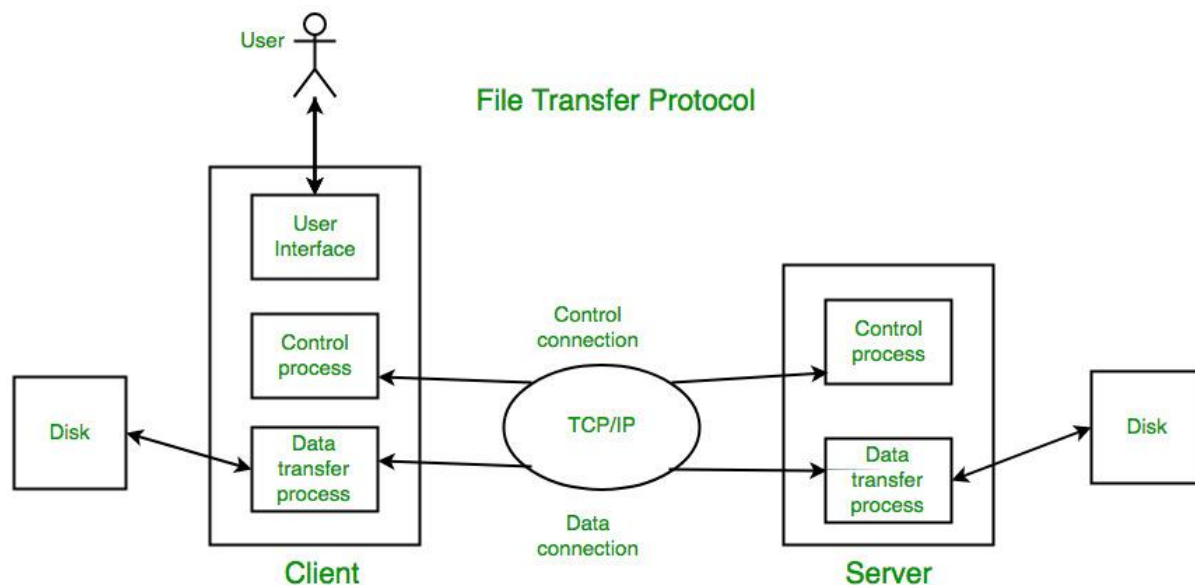 User
File Transfer Protocol
User
Interface
Control
process
Data
transfer
process
Disk
Client
Control
connection
TCP/IP
Data
connection
Control
process
Data
transfer
process
Disk
Server